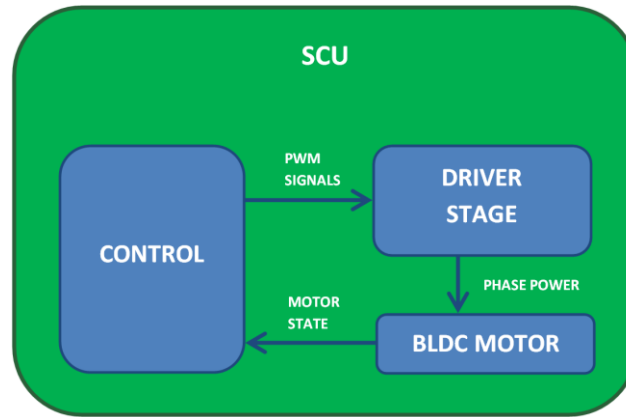 SCU
PWM
SIGNALS
DRIVER
STAGE
CONTROL
PHASE POWER
MOTOR
STATE
BLDC MOTOR